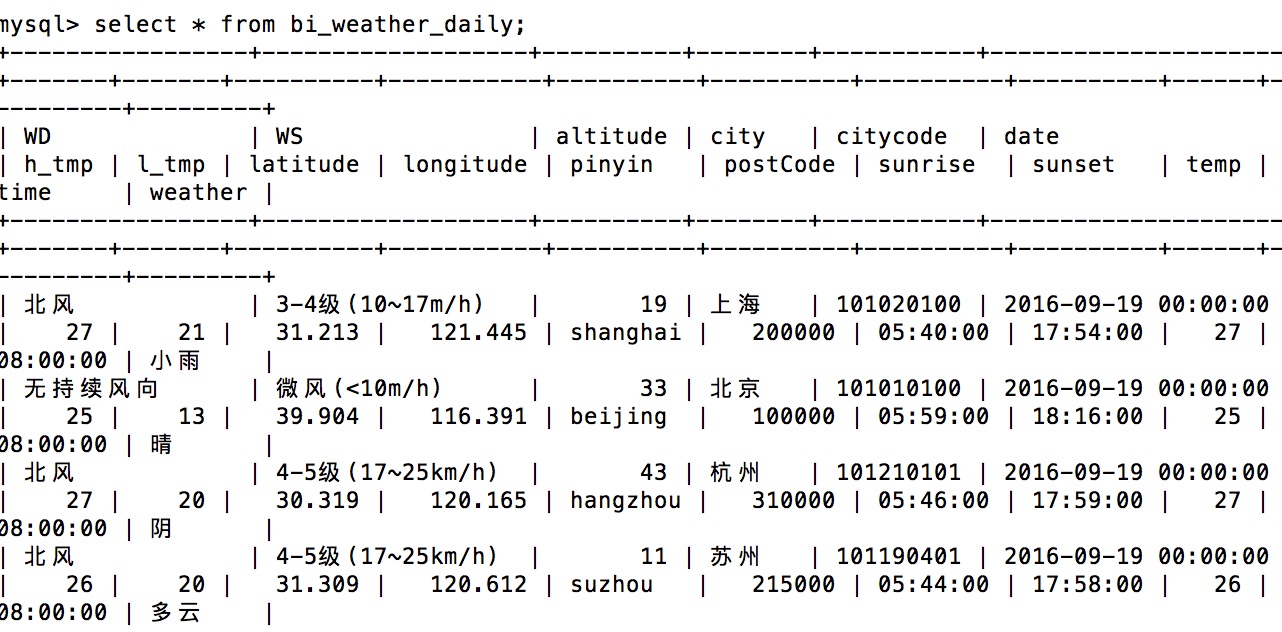 mysql> select * from bi_weather_daily;
+------------------+-------------------+----------+--------+-----------+---------------------
+--------+-------+----------+-----------+----------+----------+----------+----------+------+-
---------+---------+
| WD | WS | altitude | city | citycode | date
| h_tmp | l_tmp | latitude | longitude | pinyin | postCode | sunrise | sunset | temp |
time | weather |
+------------------+-------------------+----------+--------+-----------+---------------------
+--------+-------+----------+-----------+----------+----------+----------+----------+------+-
---------+---------+
| 北风 | 3-4级(10~17m/h) | 19 | 上海 | 101020100 | 2016-09-19 00:00:00
| 27 | 21 | 31.213 | 121.445 | shanghai | 200000 | 05:40:00 | 17:54:00 | 27 |
08:00:00 | 小雨 |
| 无持续风向 | 微风(<10m/h) | 33 | 北京 | 101010100 | 2016-09-19 00:00:00
| 25 | 13 | 39.904 | 116.391 | beijing | 100000 | 05:59:00 | 18:16:00 | 25 |
08:00:00 | 晴 |
| 北风 | 4-5级(17~25km/h) | 43 | 杭州 | 101210101 | 2016-09-19 00:00:00
| 27 | 20 | 30.319 | 120.165 | hangzhou | 310000 | 05:46:00 | 17:59:00 | 27 |
08:00:00 | 阴 |
| 北风 | 4-5级(17~25km/h) | 11 | 苏州 | 101190401 | 2016-09-19 00:00:00
| 26 | 20 | 31.309 | 120.612 | suzhou | 215000 | 05:44:00 | 17:58:00 | 26 |
08:00:00 | 多云 |